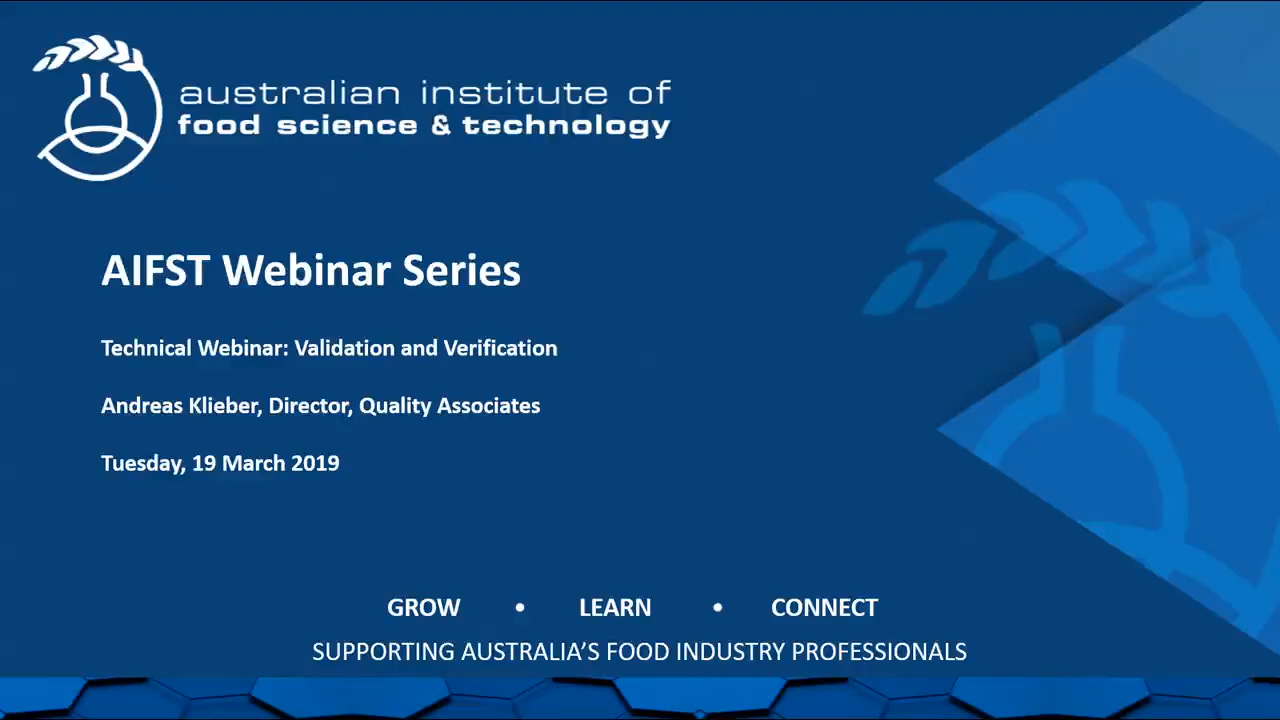 australian institute of
food science & technology
AIFST Webinar Series
Technical Webinar: Validation and Verification
Andreas Klieber, Director, Quality Associates
Tuesday, 19 March 2019
GROW • LEARN • CONNECT
SUPPORTING AUSTRALIA’S FOOD INDUSTRY PROFESSIONALS